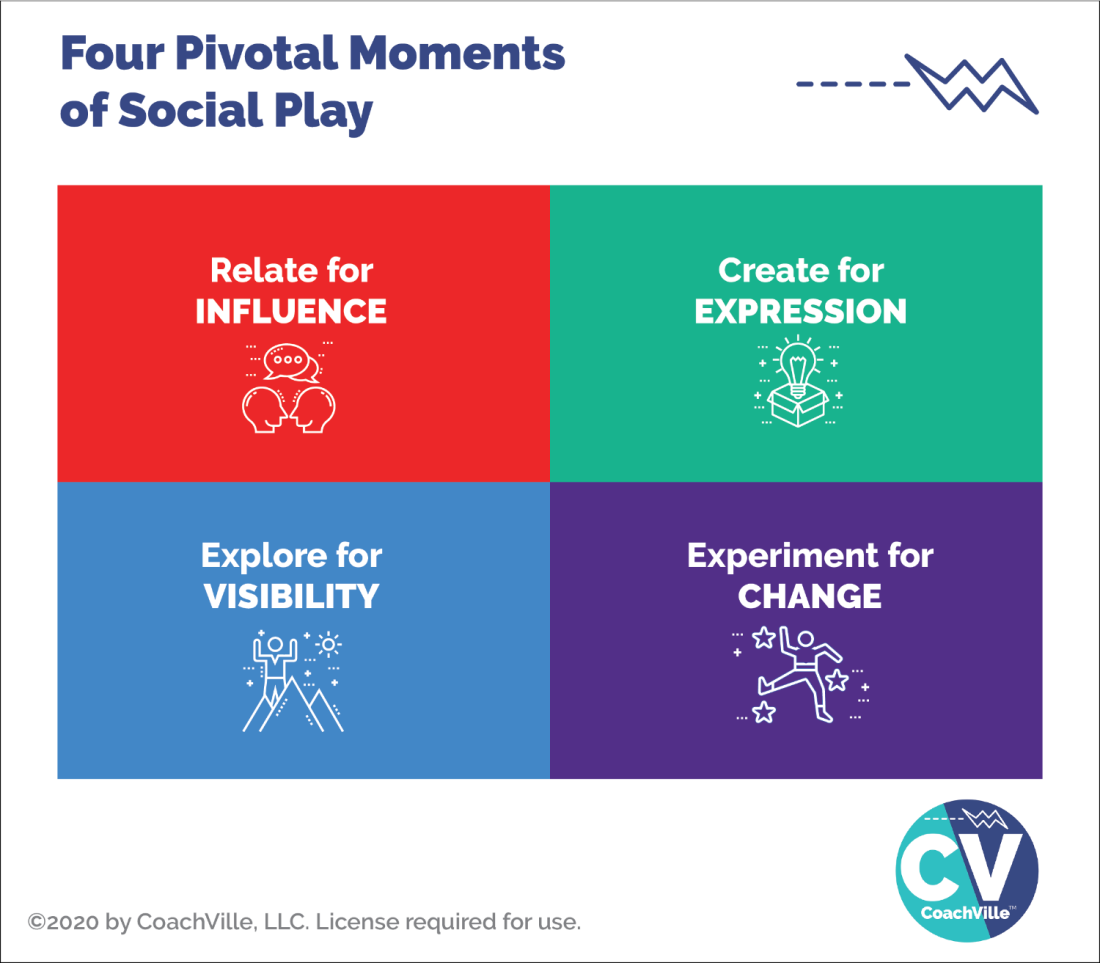 Four Pivotal Moments
of Social Play
Relate for
INFLUENCE
Create for
EXPRESSION
Explore for
VISIBILITY
Experiment for
CHANGE
CV
CoachVille™
©2020 by CoachVille, LLC. License required for use.